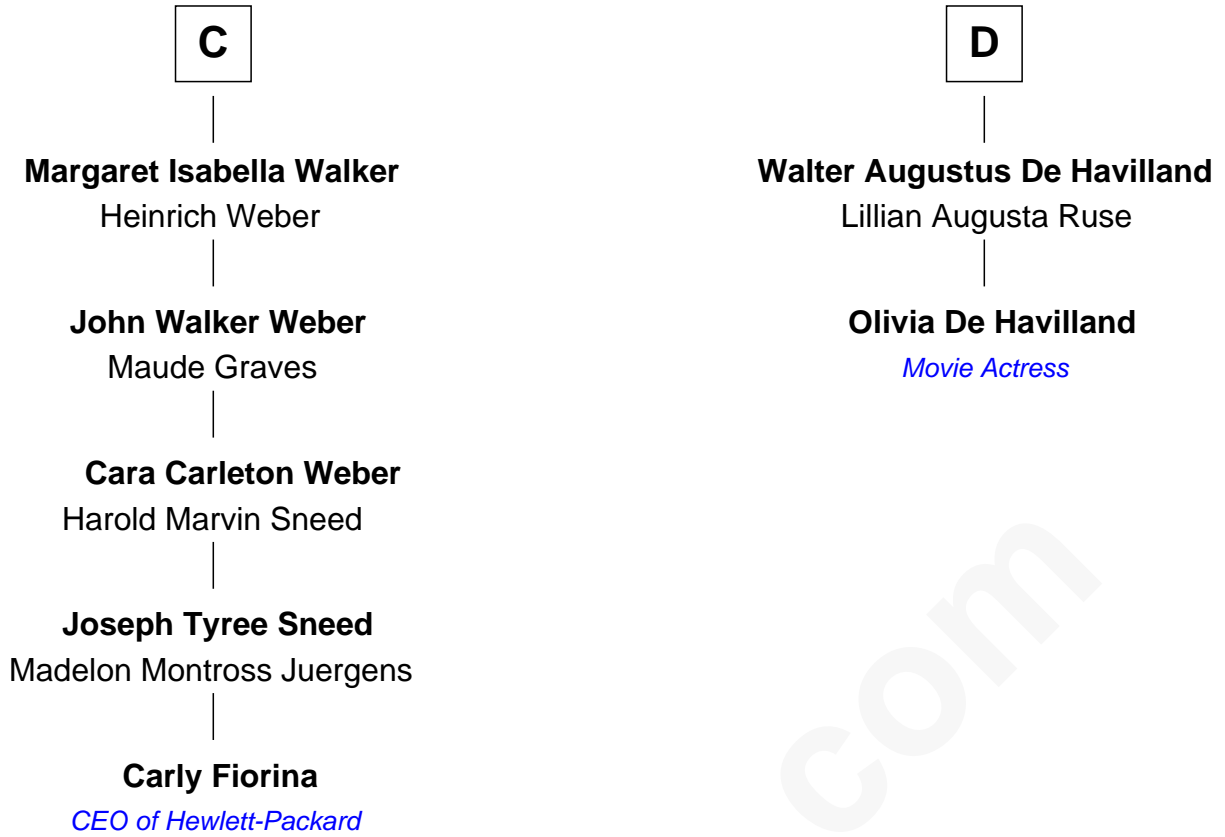 C
Margaret Isabella Walker
Heinrich Weber
John Walker Weber
Maude Graves
Cara Carleton Weber
Harold Marvin Sneed
Joseph Tyree Sneed
Madelon Montross Juergens
Carly Fiorina
CEO of Hewlett-Packard
D
Walter Augustus De Havilland
Lillian Augusta Ruse
Olivia De Havilland
Movie Actress
com